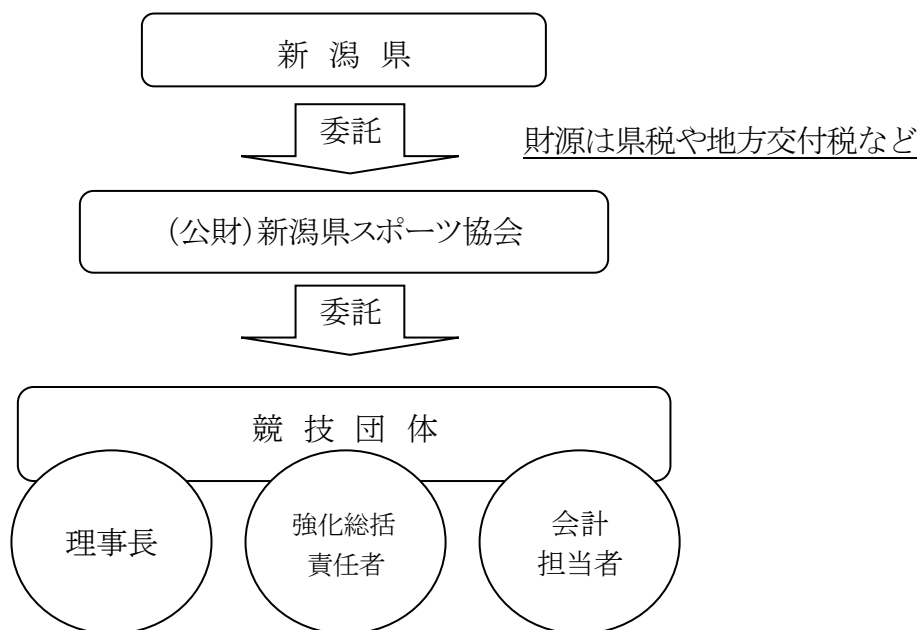 新潟県
委託
財源は県税や地方交付税など
(公財)新潟県スポーツ協会
委託
競技団体
理事長
強化総括
責任者
会計
担当者